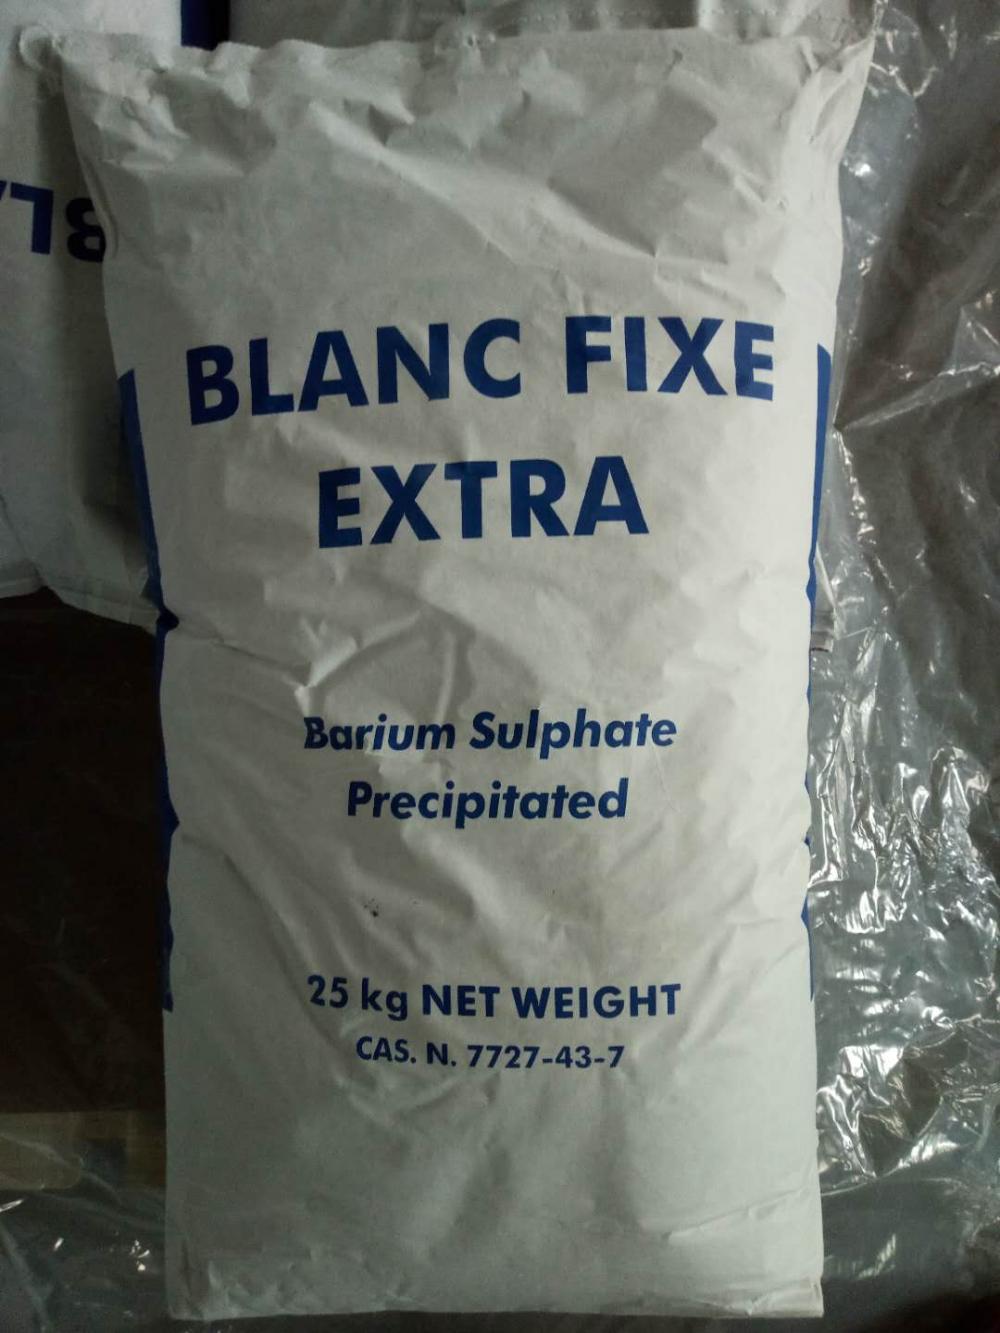 BLANC FIXE
EXTRA
Barium Sulphate
Precipitated
25 kg NET WEIGHT
CAS. N. 7727-43-7